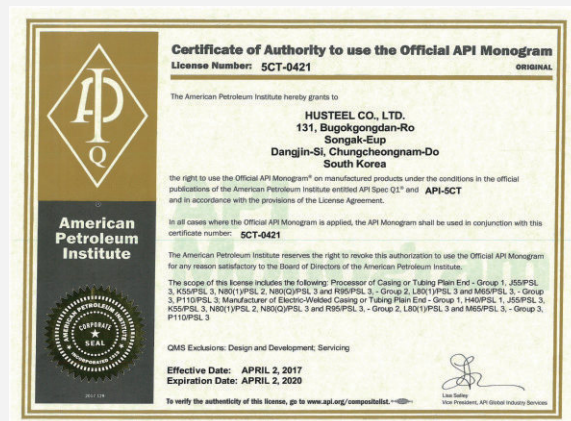 Certificate of Authority to use the Official API Monogram
License Number: 5CT-0421
ORIGINAL
The American Petroleum Institute hereby grants to
HUSTEEL CO., LTD.
131, Bugokgongdan-Ro
Songak-Eup
Dangjin-Si, Chungcheongnam-Do
South Korea
the right to use the Official API Monogram® on manufactured products under the conditions in the official
publications of the American Petroleum Institute entitled API Spec Q1® and API-5CT
and in accordance with the provisions of the License Agreement.
In all cases where the Official API Monogram is applied, the API Monogram shall be used in conjunction with this
certificate number: 5CT-0421
The American Petroleum Institute reserves the right to revoke this authorization to use the Official API Monogram
for any reason satisfactory to the Board of Directors of the American Petroleum Institute.
The scope of this license includes the following: Processor of Casing or Tubing Plain End - Group 1, J55/PSL
3, K55/PSL 3, N80(1)/PSL 2, N80(Q)/PSL 3 and R95/PSL 3, - Group 2, L80(1)/PSL 3 and M65/PSL 3, - Group
3, P110/PSL 3; Manufacturer of Electric-Welded Casing or Tubing Plain End - Group 1, H40/PSL 1, J55/PSL 3,
K55/PSL 3, N80(1)/PSL 2, N80(Q)/PSL 3 and R95/PSL 3, - Group 2, L80(1)/PSL 3 and M65/PSL 3, - Group 3,
P110/PSL 3
QMS Exclusions: Design and Development; Servicing
Effective Date: APRIL 2, 2017
Expiration Date: APRIL 2, 2020
To verify the authenticity of this license, go to www.api.org/compositelist.
Lisa Salley
Vice President, API Global Industry Services
API
Q
American
Petroleum
Institute
AMERICAN PETROLEUM INSTITUTE
CORPORATE
SEAL
INCORPORATED 1919